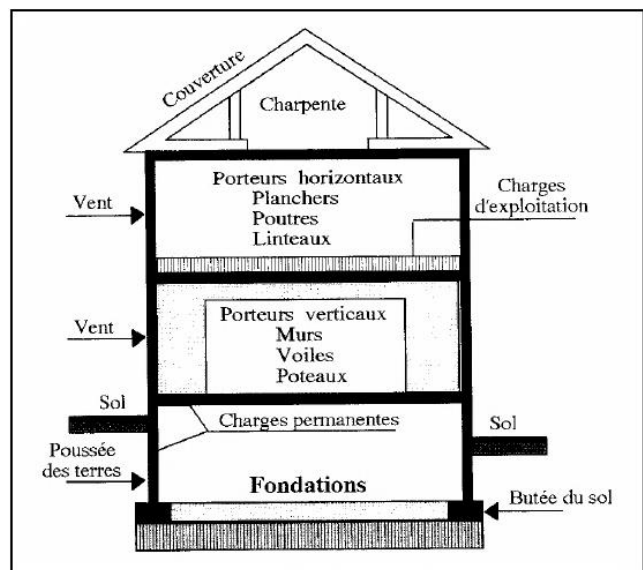 Couverture
Charpente
Porteurs horizontaux
Planchers
Poutres
Linteaux
Vent
Charges
d'exploitation
Porteurs verticaux
Murs
Voiles
Poteaux
Vent
Sol
Charges permanentes
Sol
Poussée
des terres
Fondations
Butée du sol